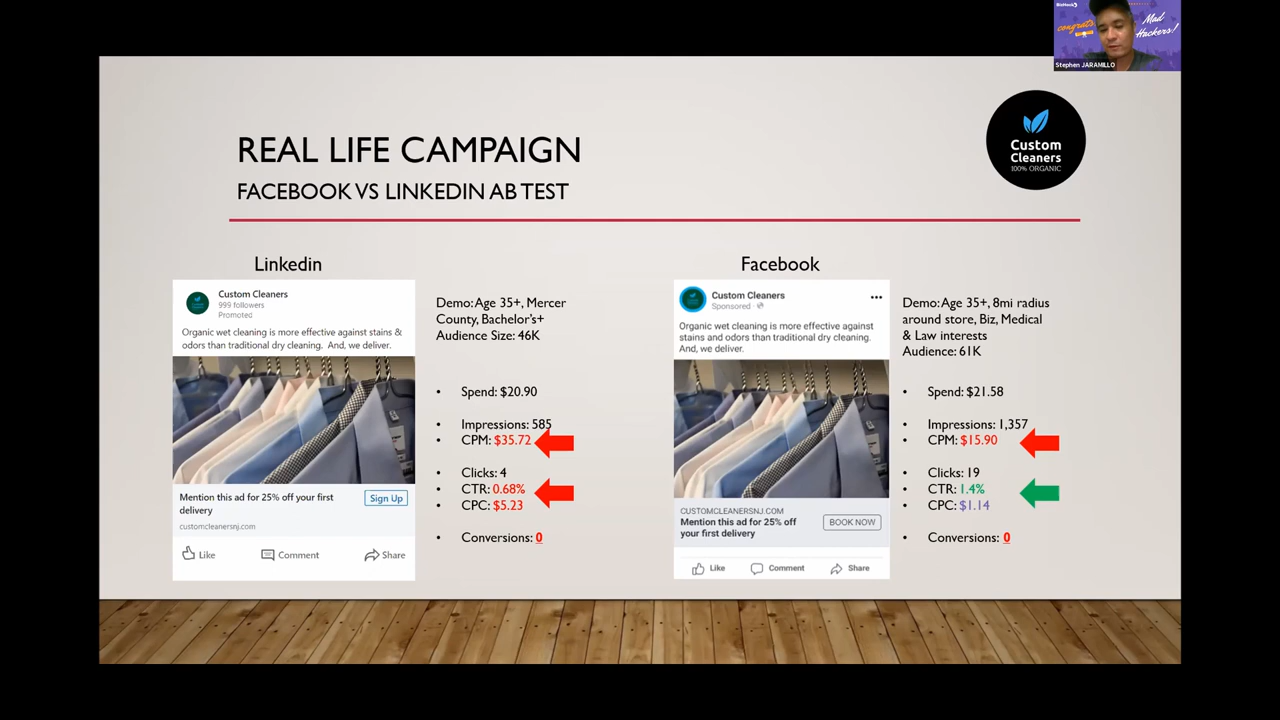 BizHack
congrats
Mad
Hackers!
Stephen JARAMILLO
REAL LIFE CAMPAIGN
FACEBOOK VS LINKEDIN AB TEST
Custom
Cleaners
100% ORGANIC
Linkedin
Custom Cleaners
999 followers
Promoted
Organic wet cleaning is more effective against stains &
odors than traditional dry cleaning. And, we deliver.
Mention this ad for 25% off your first
delivery
Sign Up
customcleanersnj.com
Like
Comment
Share
Demo: Age 35+, Mercer
County, Bachelor's+
Audience Size: 46K
• Spend: $20.90
• Impressions: 585
• CPM: $35.72
• Clicks: 4
• CTR: 0.68%
• CPC: $5.23
• Conversions: 0
Facebook
Custom Cleaners
Sponsored ·
Organic wet cleaning is more effective against
stains and odors than traditional dry cleaning.
And, we deliver.
CUSTOMCLEANERSNJ.COM
Mention this ad for 25% off
your first delivery
BOOK NOW
Like
Comment
Share
Demo: Age 35+, 8mi radius
around store, Biz, Medical
& Law interests
Audience: 61K
• Spend: $21.58
• Impressions: 1,357
• CPM: $15.90
• Clicks: 19
• CTR: 1.4%
• CPC: $1.14
• Conversions: 0